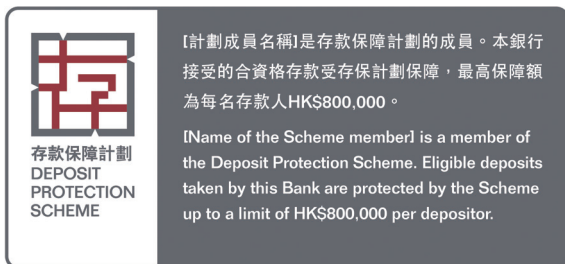 存款保障計劃
DEPOSIT
PROTECTION
SCHEME
[計劃成員名稱]是存款保障計劃的成員。本銀行
接受的合資格存款受存保計劃保障，最高保障額
為每名存款人HK$800,000。
[Name of the Scheme member] is a member of
the Deposit Protection Scheme. Eligible deposits
taken by this Bank are protected by the Scheme
up to a limit of HK$800,000 per depositor.